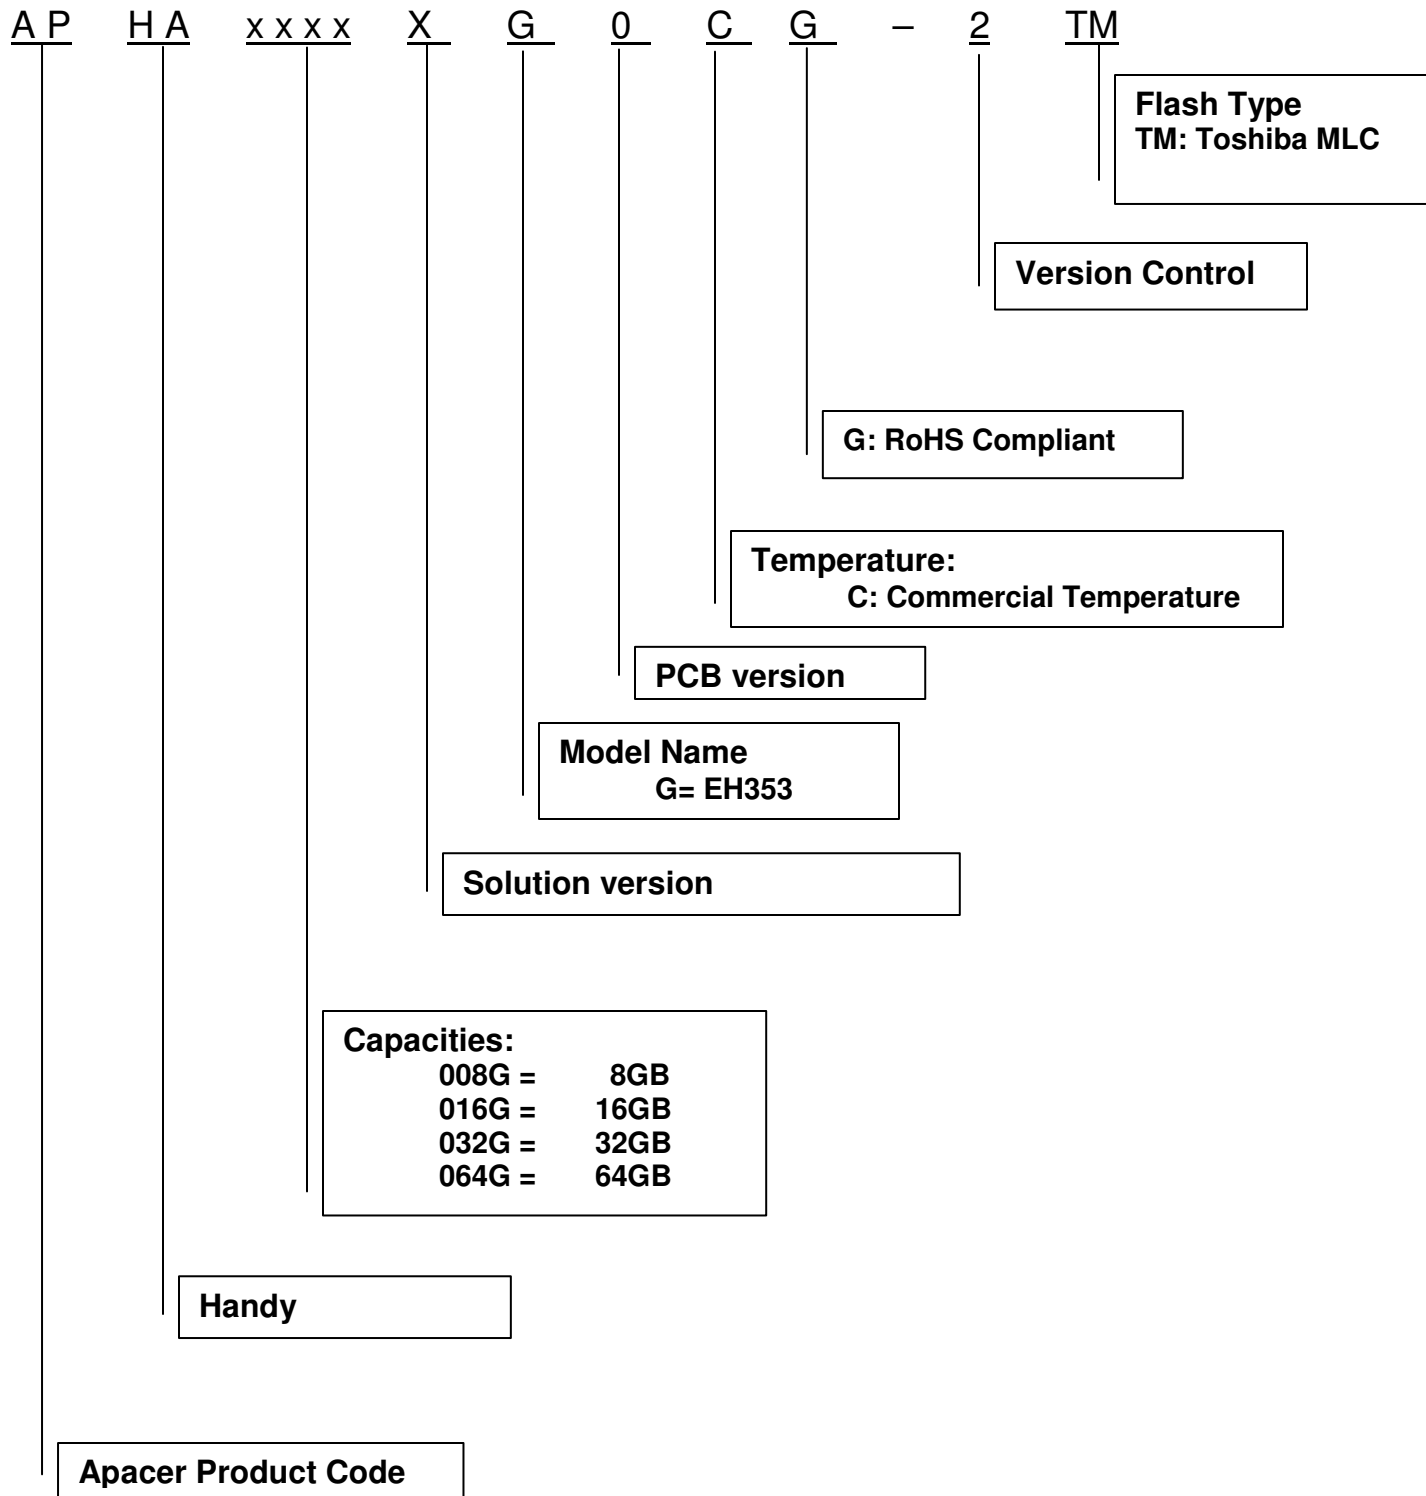 A P H A x x x x X G 0 C G – 2 TM
Flash Type
TM: Toshiba MLC
Version Control
G: RoHS Compliant
Temperature:
C: Commercial Temperature
PCB version
Model Name
G= EH353
Solution version
Capacities:
008G = 8GB
016G = 16GB
032G = 32GB
064G = 64GB
Handy
Apacer Product Code